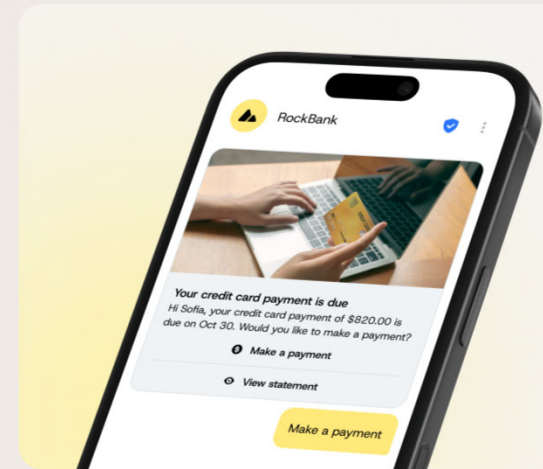 RockBank
Your credit card payment is due
Hi Sofia, your credit card payment of $820.00 is
due on Oct 30. Would you like to make a payment?
Make a payment
View statement
Make a payment